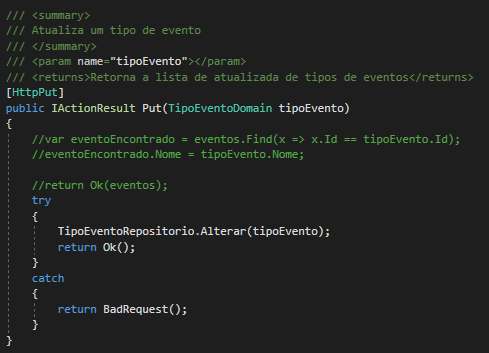 /// <summary>
/// Atualiza um tipo de evento
/// </summary>
/// <param name="tipoEvento"></param>
/// <returns>Retorna a lista de atualizada de tipos de eventos</returns>
[HttpPut]
public IActionResult Put(TipoEventoDomain tipoEvento)
{
//var eventoEncontrado = eventos.Find(x => x.Id == tipoEvento.Id);
//eventoEncontrado.Nome = tipoEvento.Nome;
//return Ok(eventos);
try
{
TipoEventoRepositorio.Alterar(tipoEvento);
return Ok();
}
catch
{
return BadRequest();
}
}